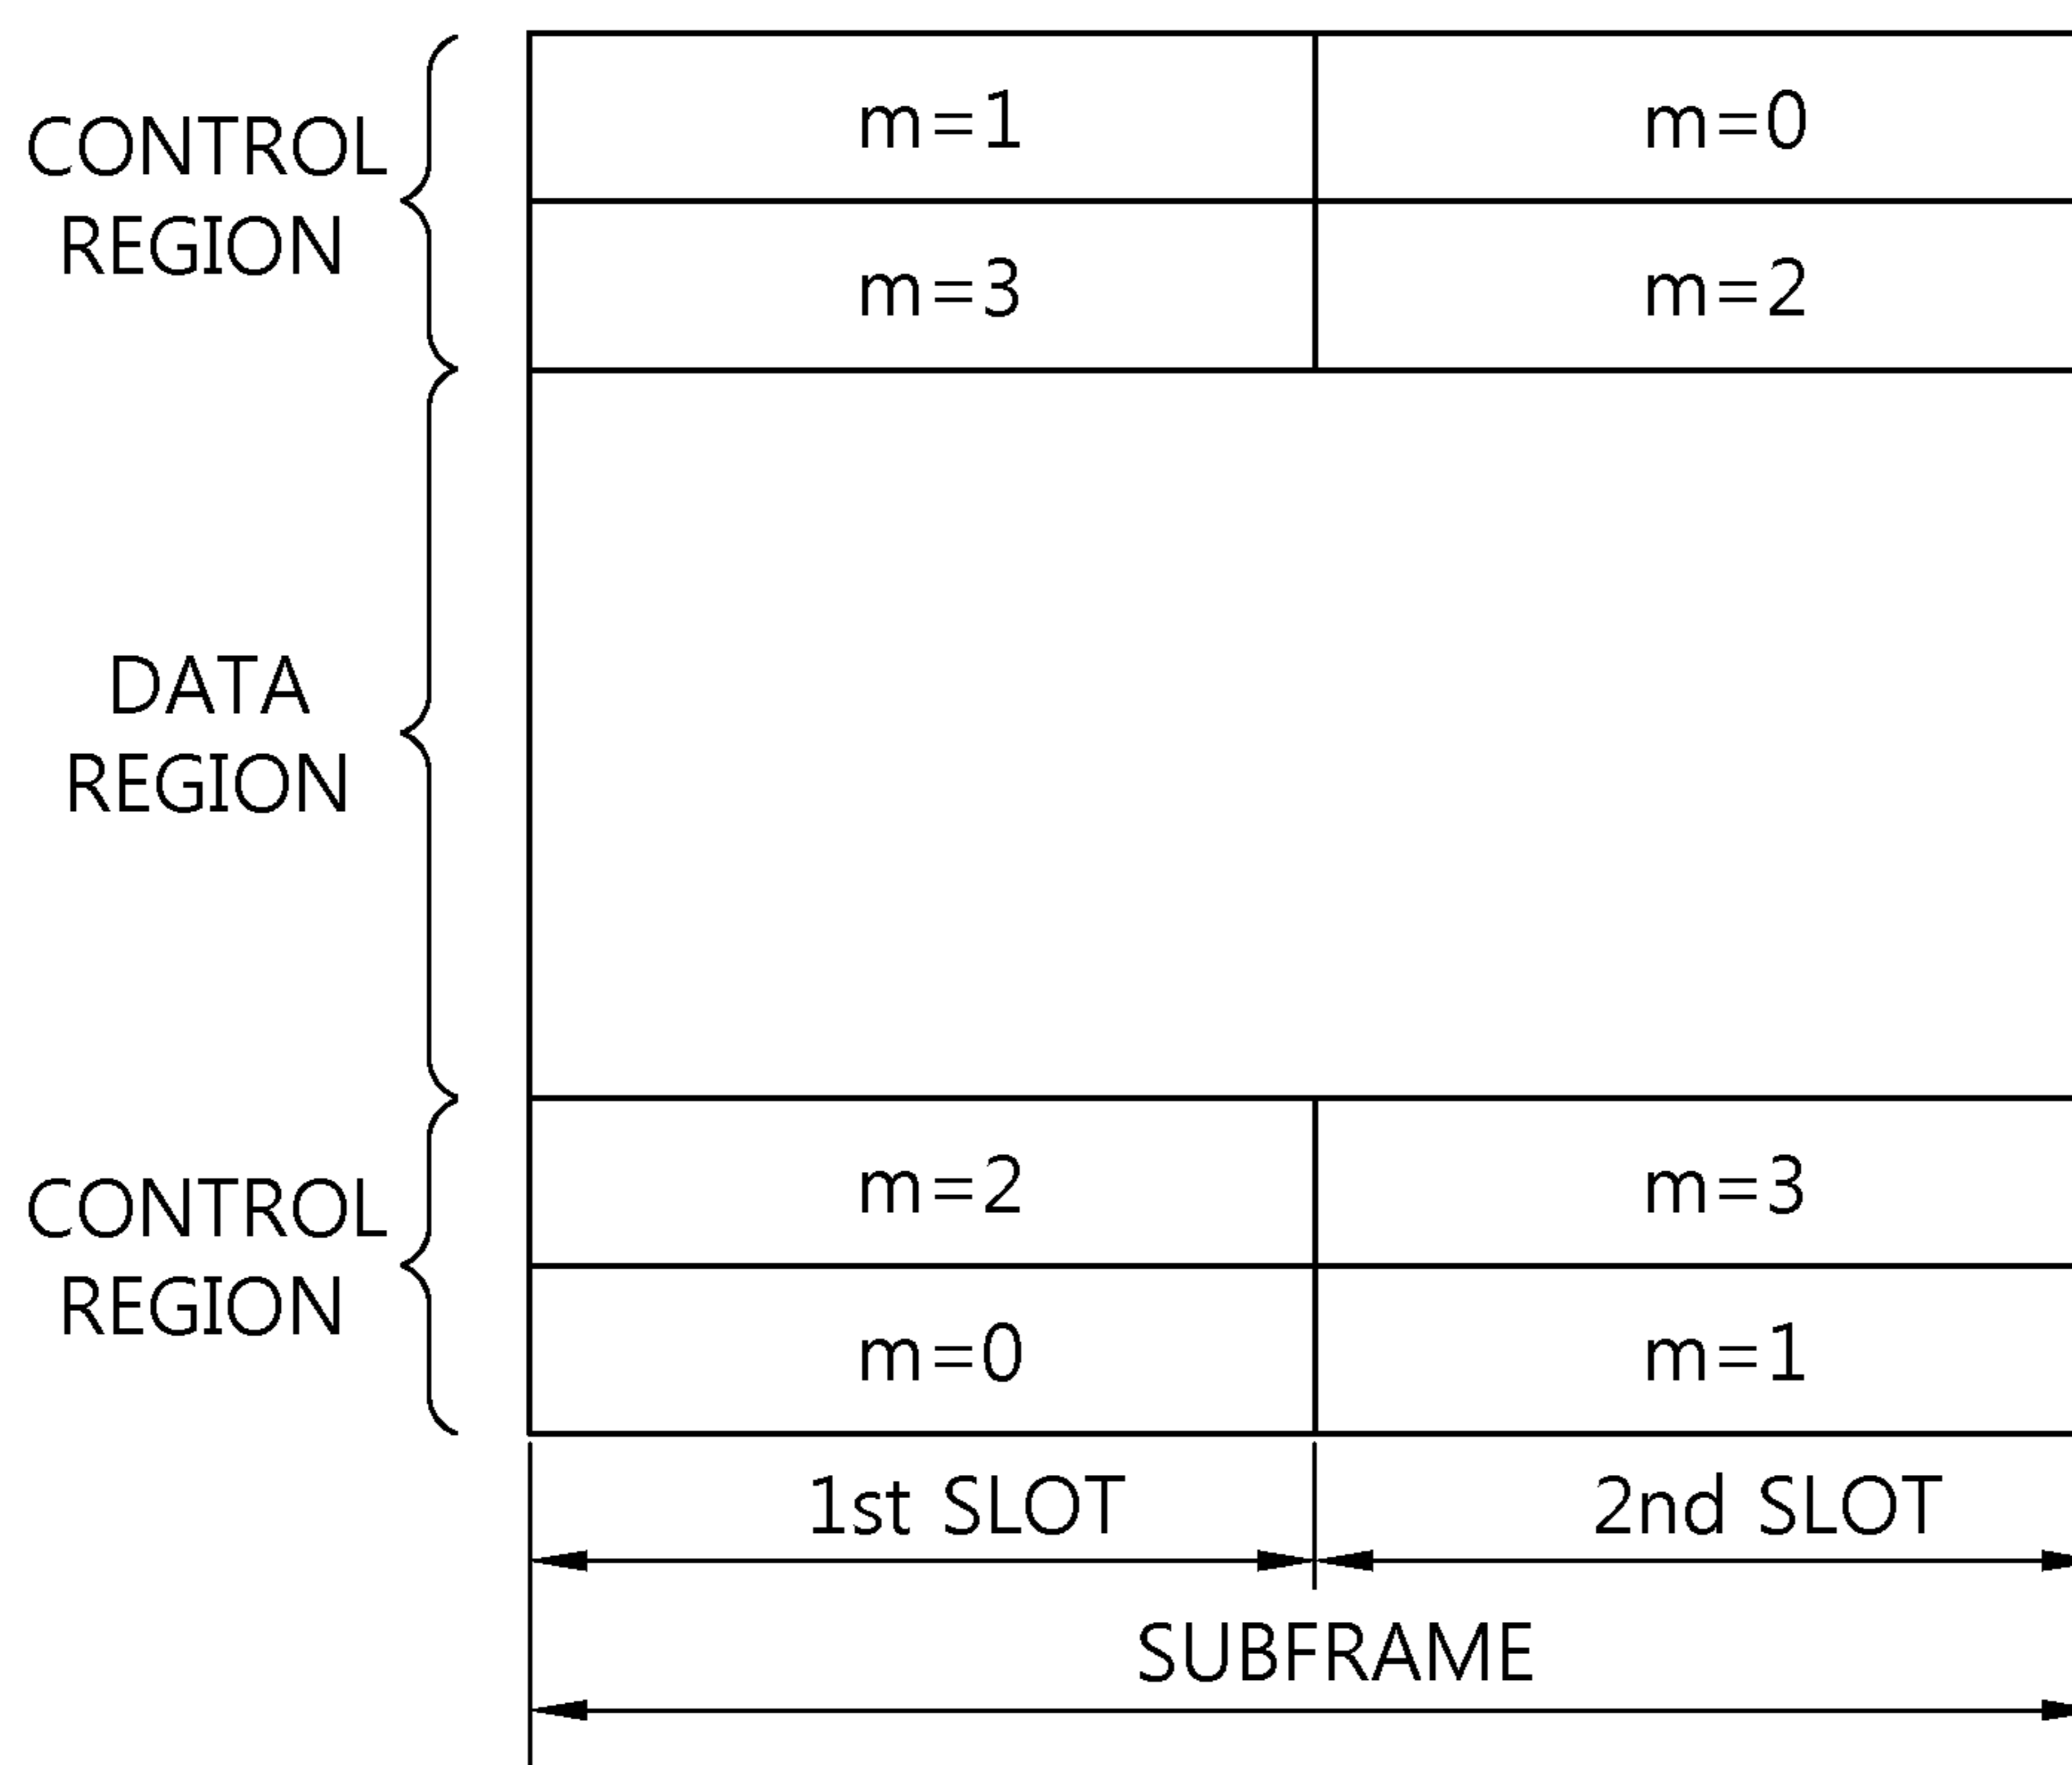 CONTROL
REGION
m=1
m=0
m=3
m=2
DATA
REGION
CONTROL
REGION
m=2
m=3
m=0
m=1
1st SLOT
2nd SLOT
SUBFRAME